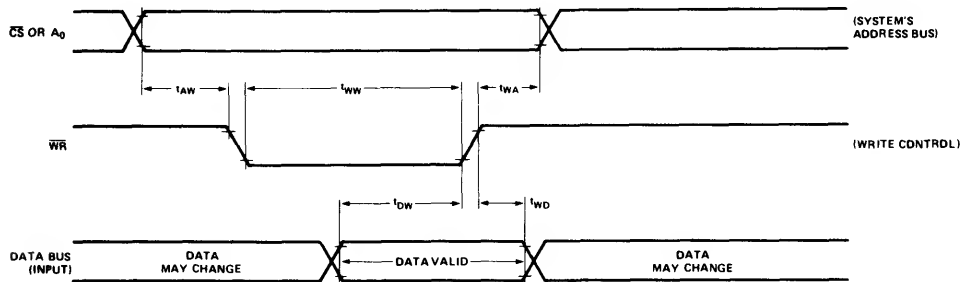 CS OR A0
(SYSTEM'S
ADDRESS BUS)
tAW
tWW
tWA
WR
(WRITE CONTROL)
tDW
tWD
DATA BUS
(INPUT)
DATA
MAY CHANGE
DATA VALID
DATA
MAY CHANGE